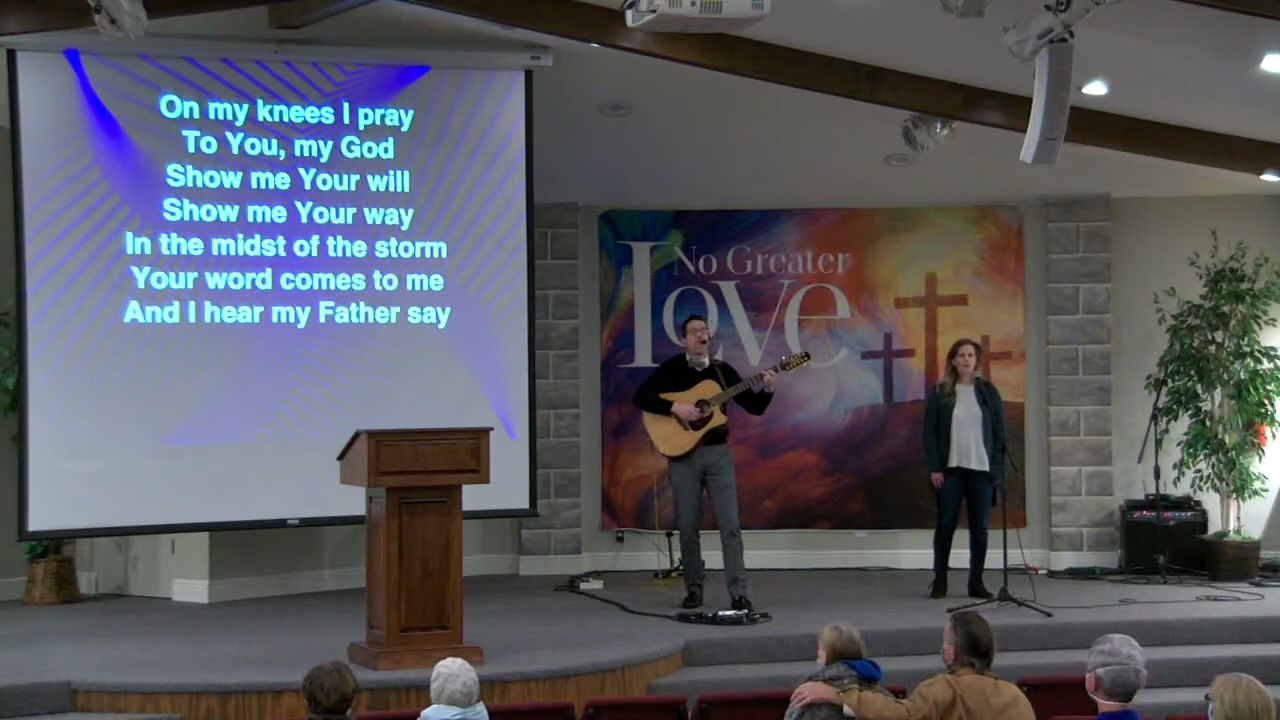 On my knees I pray
To You, my God
Show me Your will
Show me Your way
In the midst of the storm
Your word comes to me
And I hear my Father say
No Greater
Love